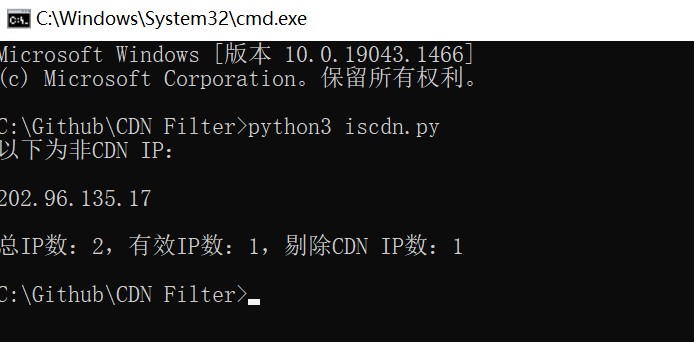 C:\Windows\System32\cmd.exe
Microsoft Windows [版本 10.0.19043.1466]
(c) Microsoft Corporation。保留所有权利。
C:\Github\CDN Filter>python3 iscdn.py
以下为非CDN IP：
202.96.135.17
总IP数：2，有效IP数：1，剔除CDN IP数：1
C:\Github\CDN Filter>